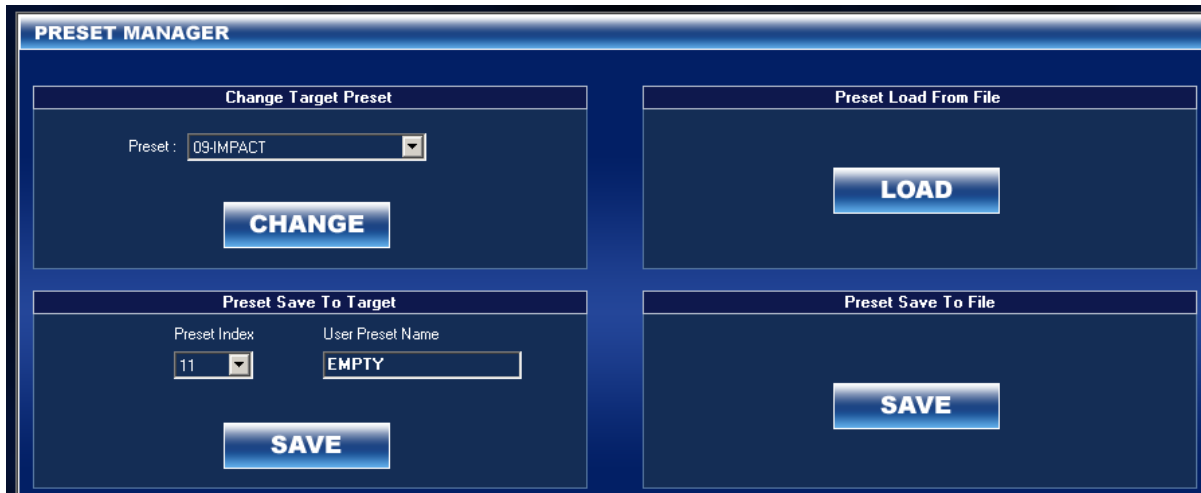 PRESET MANAGER
Change Target Preset
Preset : 09-IMPACT
CHANGE
Preset Load From File
LOAD
Preset Save To Target
Preset Index User Preset Name
11 EMPTY
SAVE
Preset Save To File
SAVE